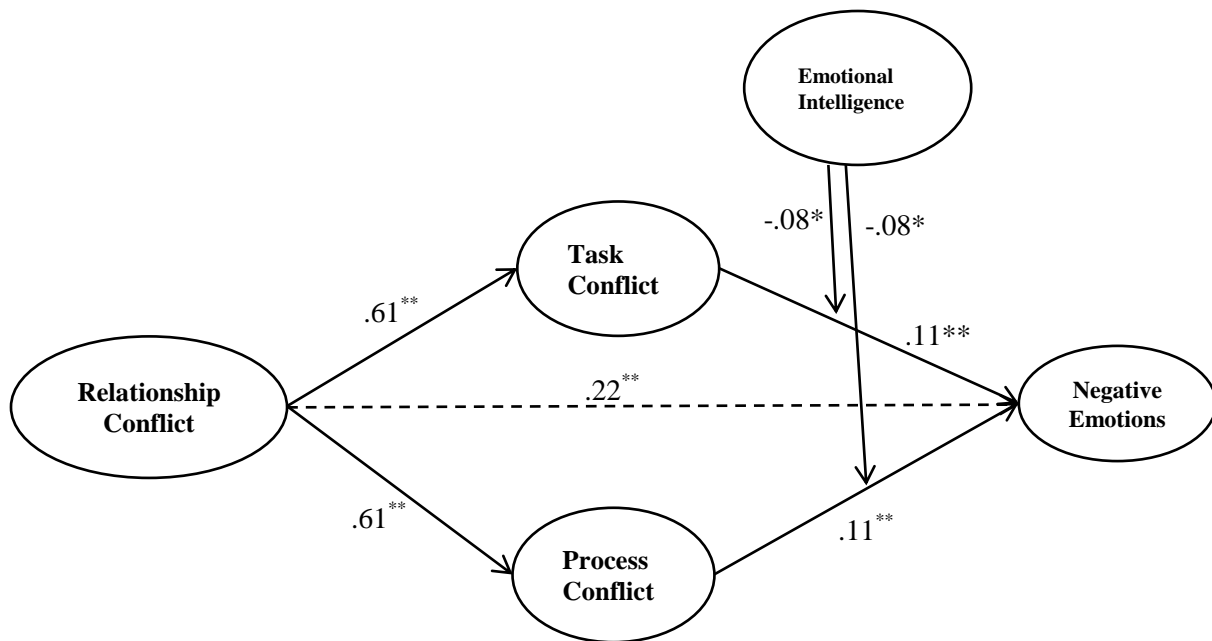 Emotional
Intelligence
-.08*
-.08*
Task
Conflict
.61**
.11**
Relationship
Conflict
.22**
Negative
Emotions
.61**
.11**
Process
Conflict